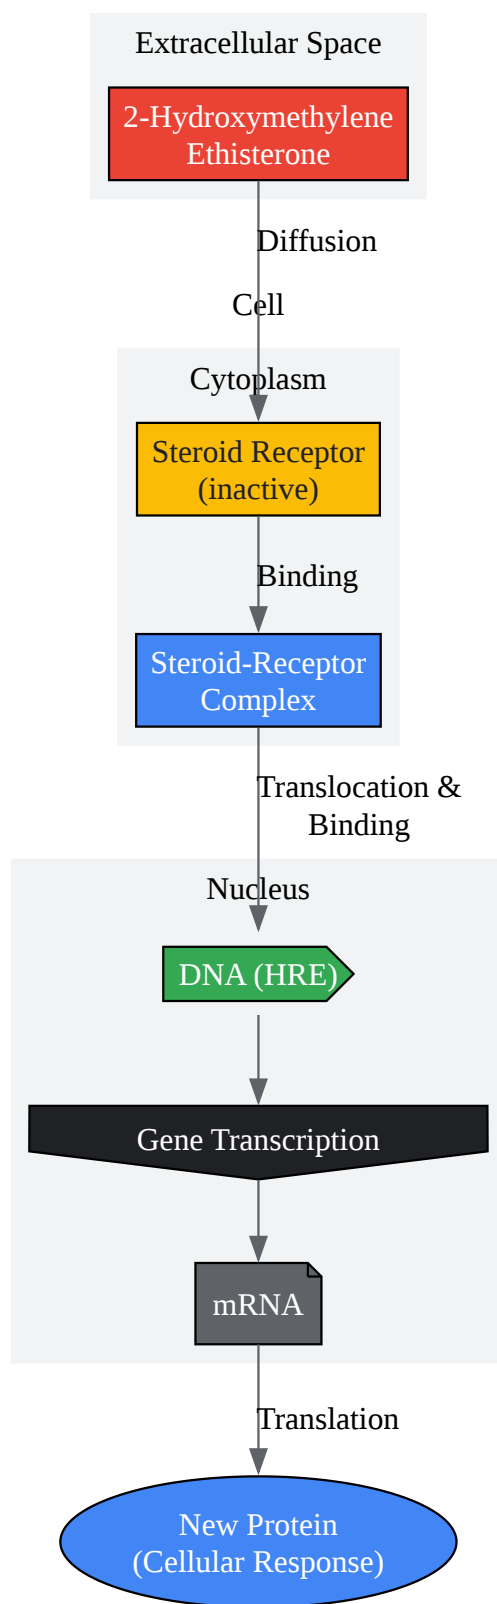 Extracellular Space
2-Hydroxymethylene
Ethisterone
Diffusion
Cell
Cytoplasm
Steroid Receptor
(inactive)
Binding
Steroid-Receptor
Complex
Translocation &
Binding
Nucleus
DNA (HRE)
Gene Transcription
mRNA
Translation
New Protein
(Cellular Response)